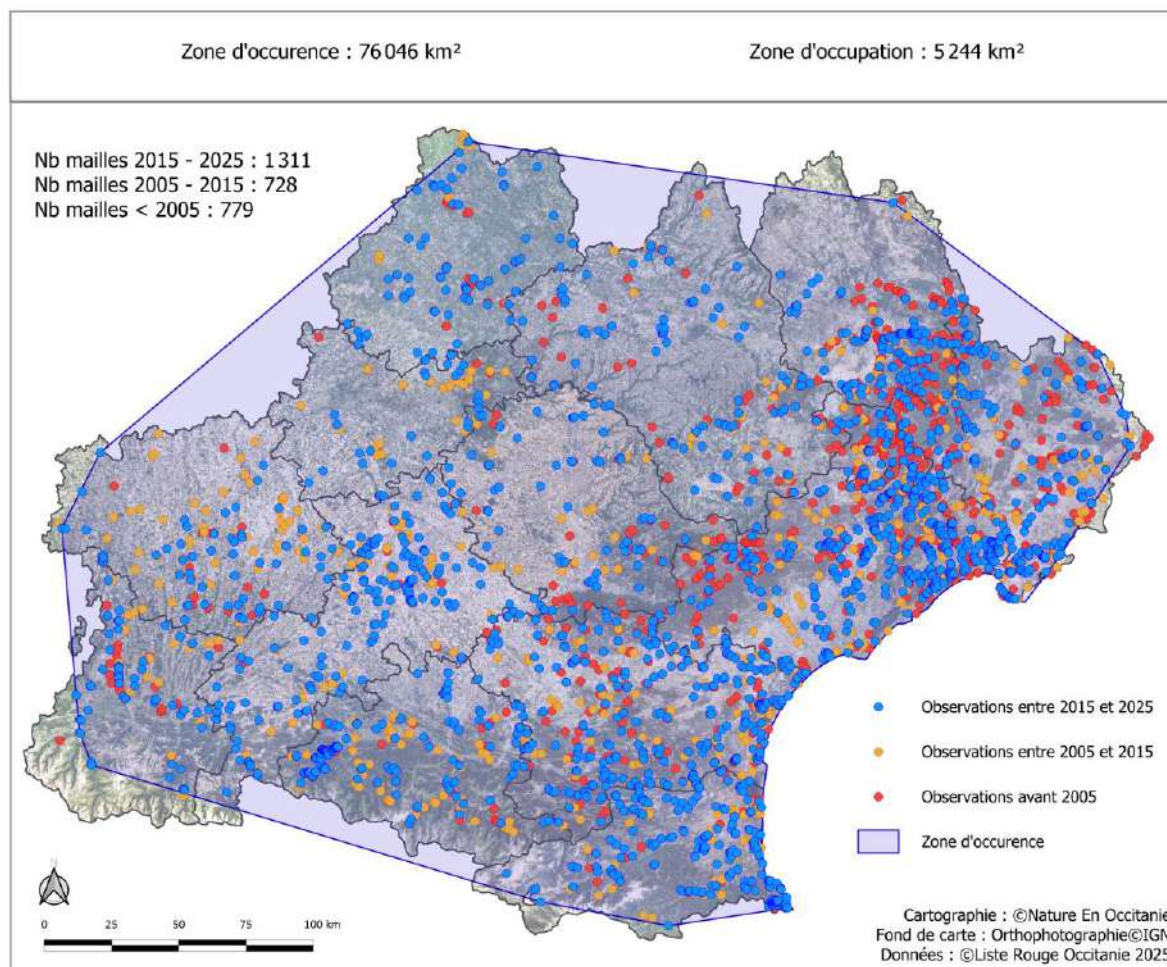 Zone d'occurence : 76 046 km²
Zone d'occupation : 5 244 km²
Nb mailles 2015 - 2025 : 1 311
Nb mailles 2005 - 2015 : 728
Nb mailles < 2005 : 779
Observations entre 2015 et 2025
Observations entre 2005 et 2015
Observations avant 2005
Zone d'occurence
N
0 25 50 75 100 km
Cartographie : ©Nature En Occitanie
Fond de carte : Orthophotographie©IGN
Données : ©Liste Rouge Occitanie 2025